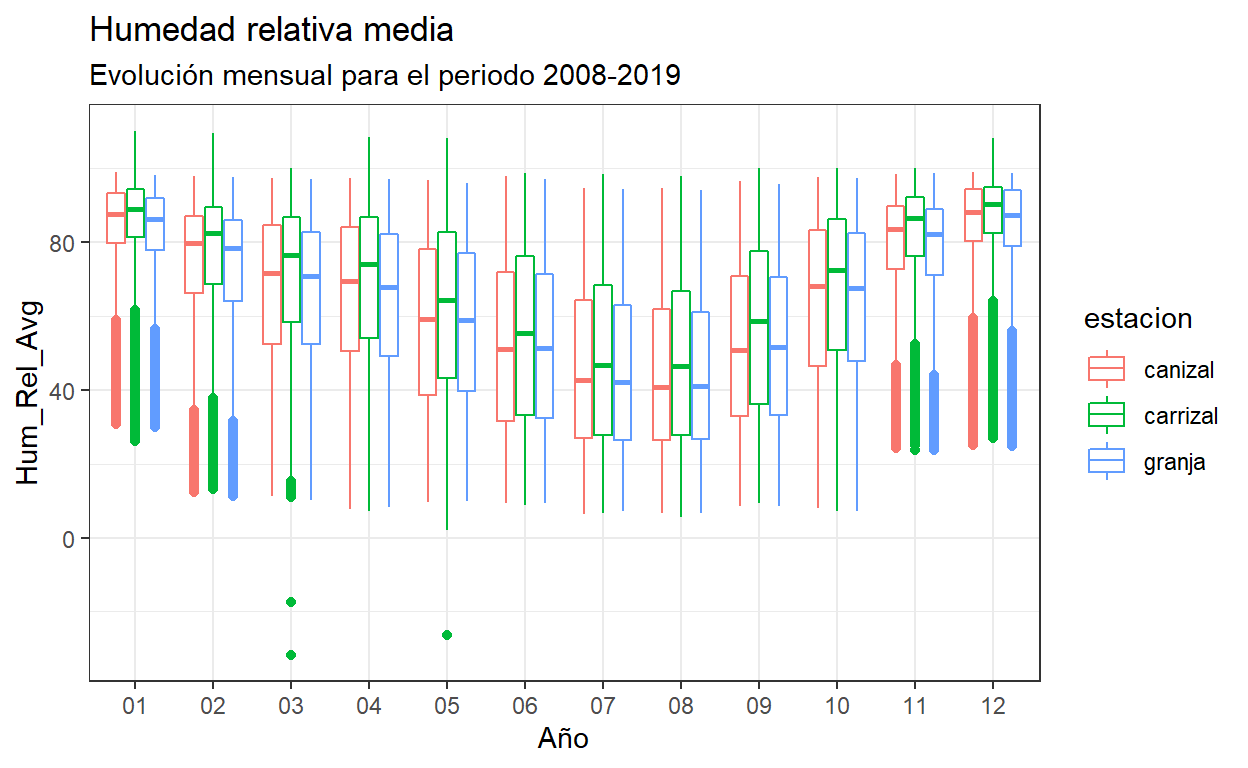 Humedad relativa media
Evolución mensual para el periodo 2008-2019
Hum_Rel_Avg
80
40
0
01 02 03 04 05 06 07 08 09 10 11 12
Año
estacion
canizal
carrizal
granja